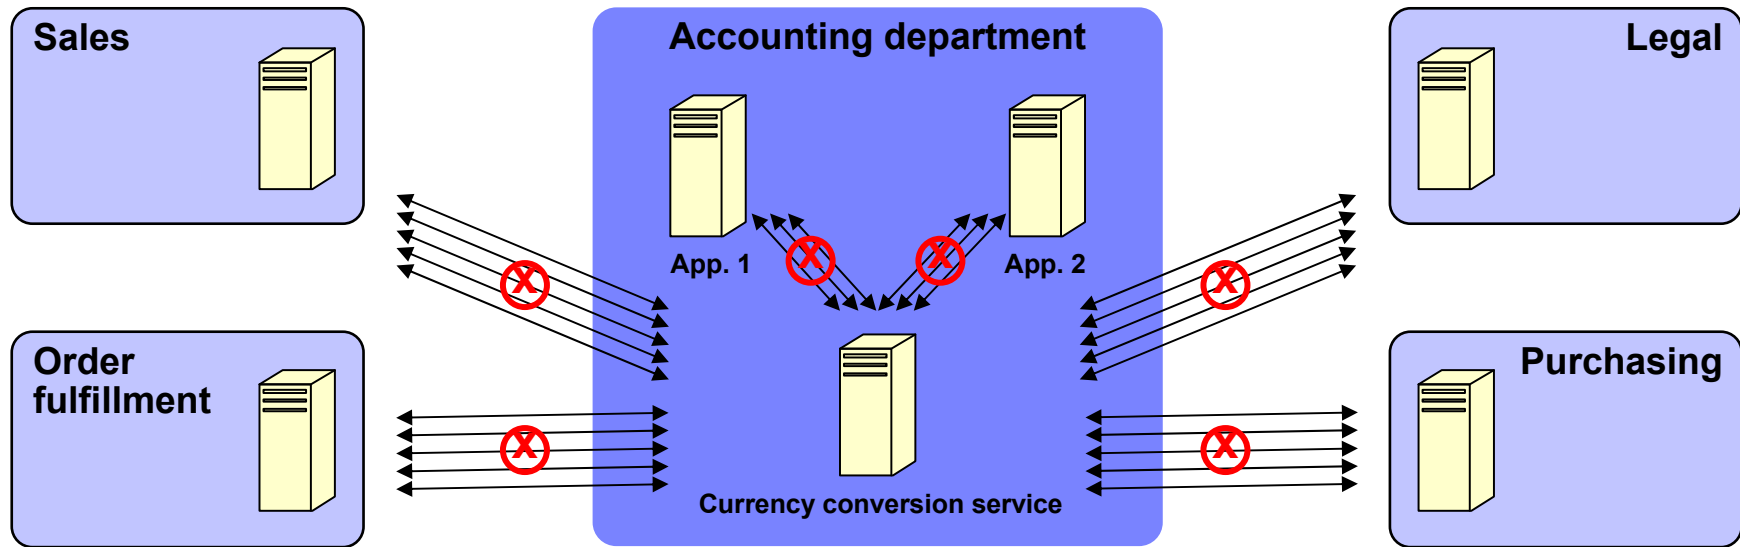 Sales
Accounting department
Legal
App. 1
App. 2
X
X
X
X
Order
fulfillment
Purchasing
X
X
Currency conversion service